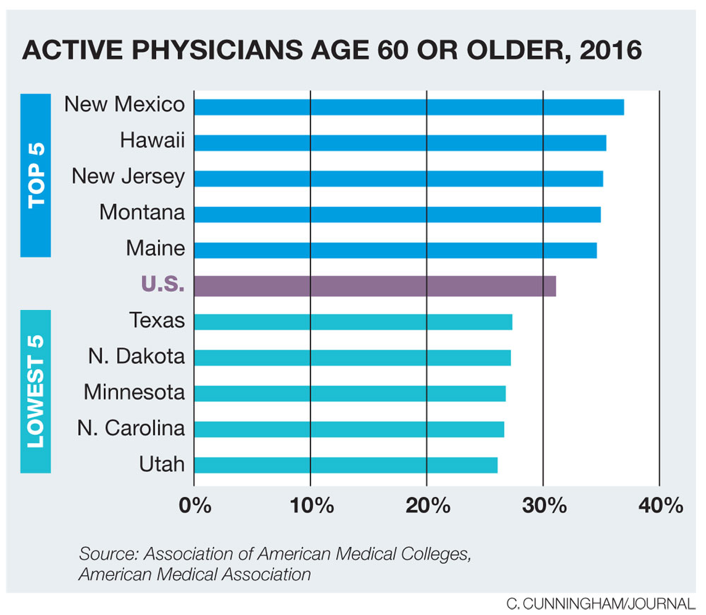 ACTIVE PHYSICIANS AGE 60 OR OLDER, 2016
TOP 5
New Mexico
Hawaii
New Jersey
Montana
Maine
U.S.
LOWEST 5
Texas
N. Dakota
Minnesota
N. Carolina
Utah
0% 10% 20% 30% 40%
Source: Association of American Medical Colleges,
American Medical Association
C. CUNNINGHAM/JOURNAL